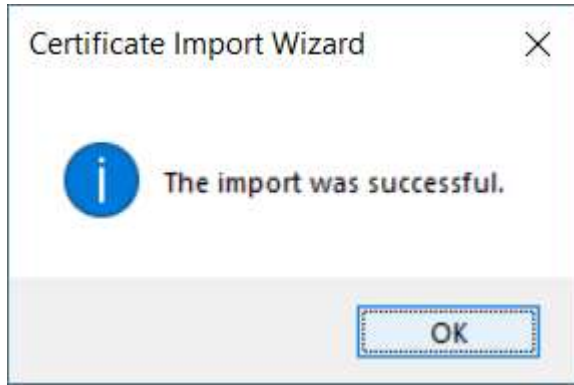 Certificate Import Wizard
The import was successful.
OK